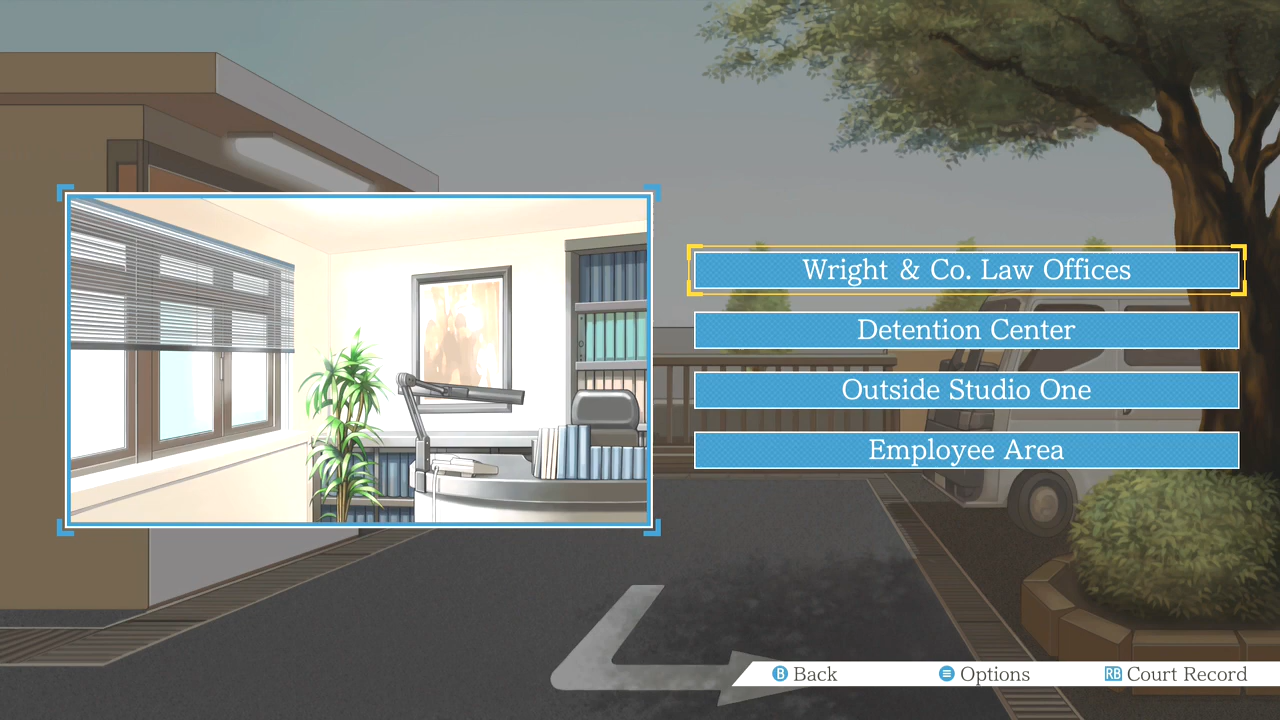 Wright & Co. Law Offices
Detention Center
Outside Studio One
Employee Area
B Back
Options
RB Court Record